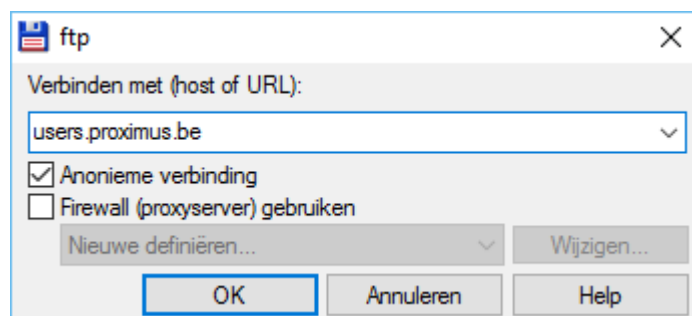 ftp
Verbinden met (host of URL):
users.proximus.be
Anonieme verbinding
Firewall (proxyserver) gebruiken
Nieuwe definiëren... Wijzigen...
OK Annuleren Help